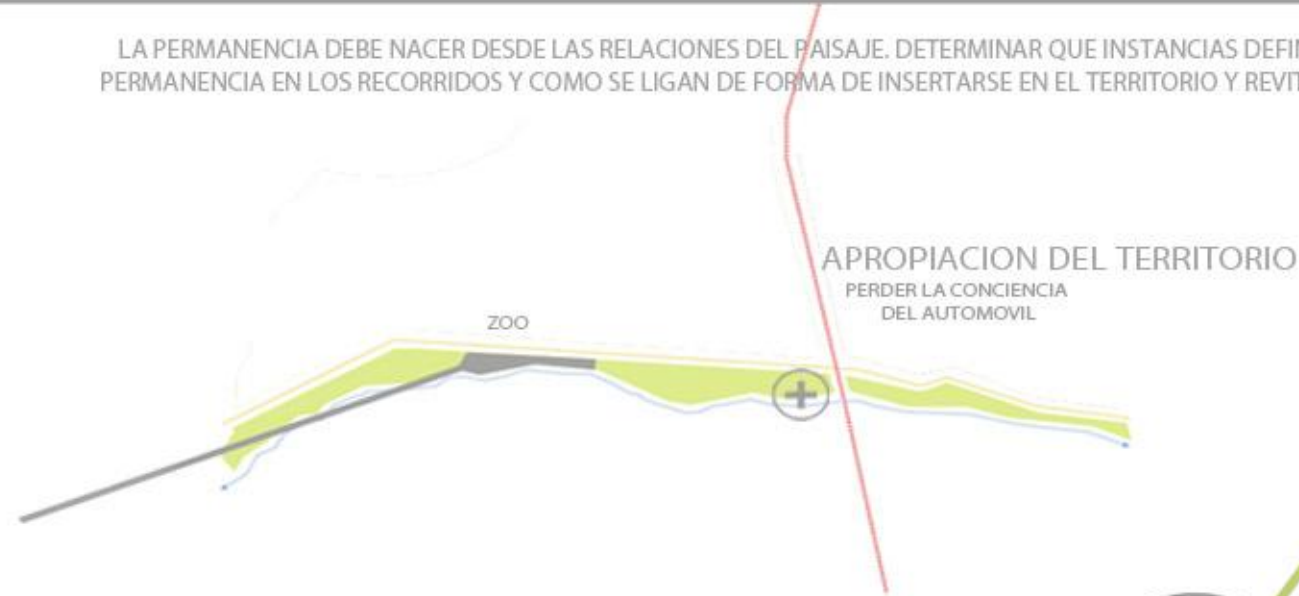 LA PERMANENCIA DEBE NACER DESDE LAS RELACIONES DEL PAISAJE. DETERMINAR QUE INSTANCIAS
PERMANENCIA EN LOS RECORRIDOS Y COMO SE LIGAN DE FORMA DE INSERTARSE EN EL TERRITORIO Y
APROPIACION DEL TERRITORIO
PERDER LA CONCIENCIA
DEL AUTOMOVIL
ZOO